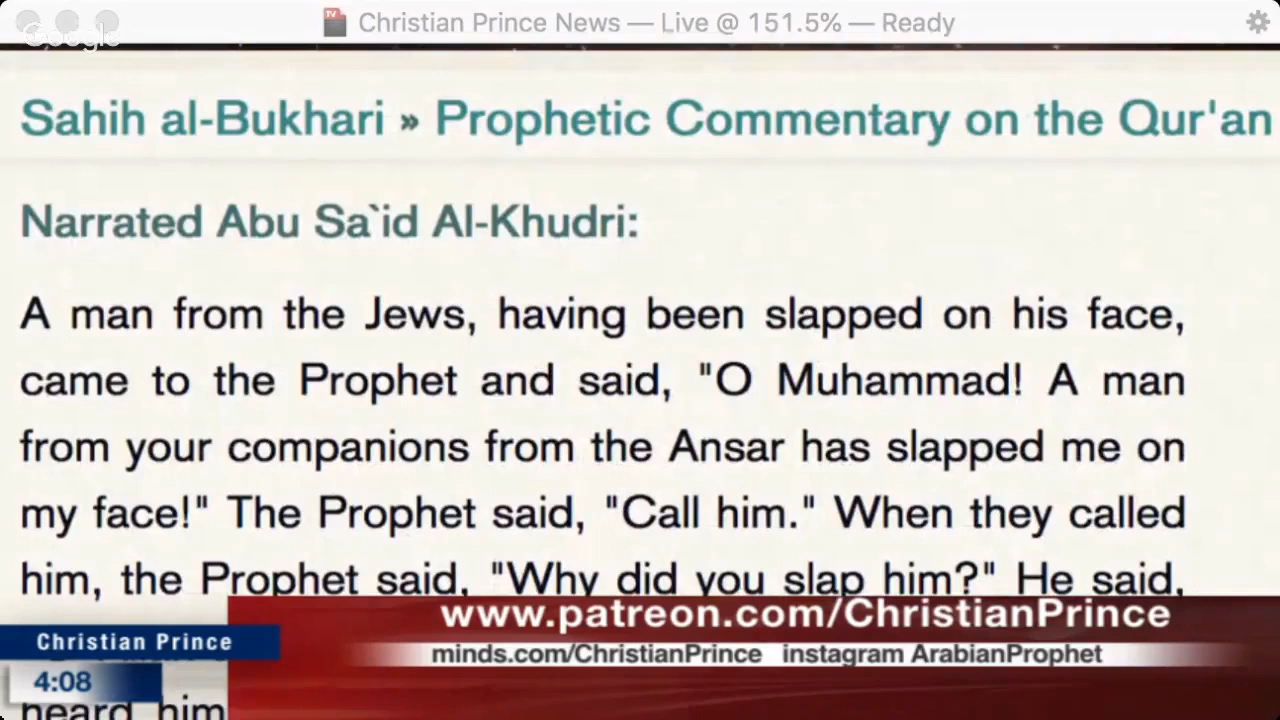 Christian Prince News — Live @ 151.5% — Ready
Google
Sahih al-Bukhari » Prophetic Commentary on the Qur'an
Narrated Abu Sa`id Al-Khudri:
A man from the Jews, having been slapped on his face,
came to the Prophet and said, "O Muhammad! A man
from your companions from the Ansar has slapped me on
my face!" The Prophet said, "Call him." When they called
him, the Prophet said, "Why did you slap him?" He said,
www.patreon.com/ChristianPrince
Christian Prince
minds.com/ChristianPrince instagram ArabianProphet
4:08
heard him